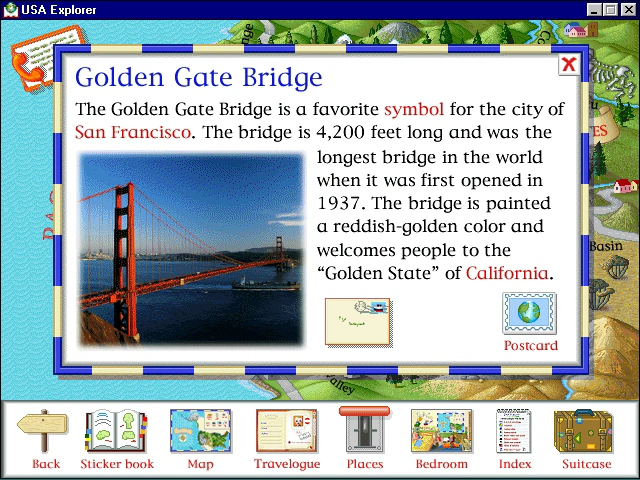 USA Explorer
Golden Gate Bridge
The Golden Gate Bridge is a favorite symbol for the city of
San Francisco. The bridge is 4,200 feet long and was the
longest bridge in the world
when it was first opened in
1937. The bridge is painted
a reddish-golden color and
welcomes people to the
“Golden State” of California.
Postcard
Basin
alley
Back Sticker book Map Travelogue Places Bedroom Index Suitcase